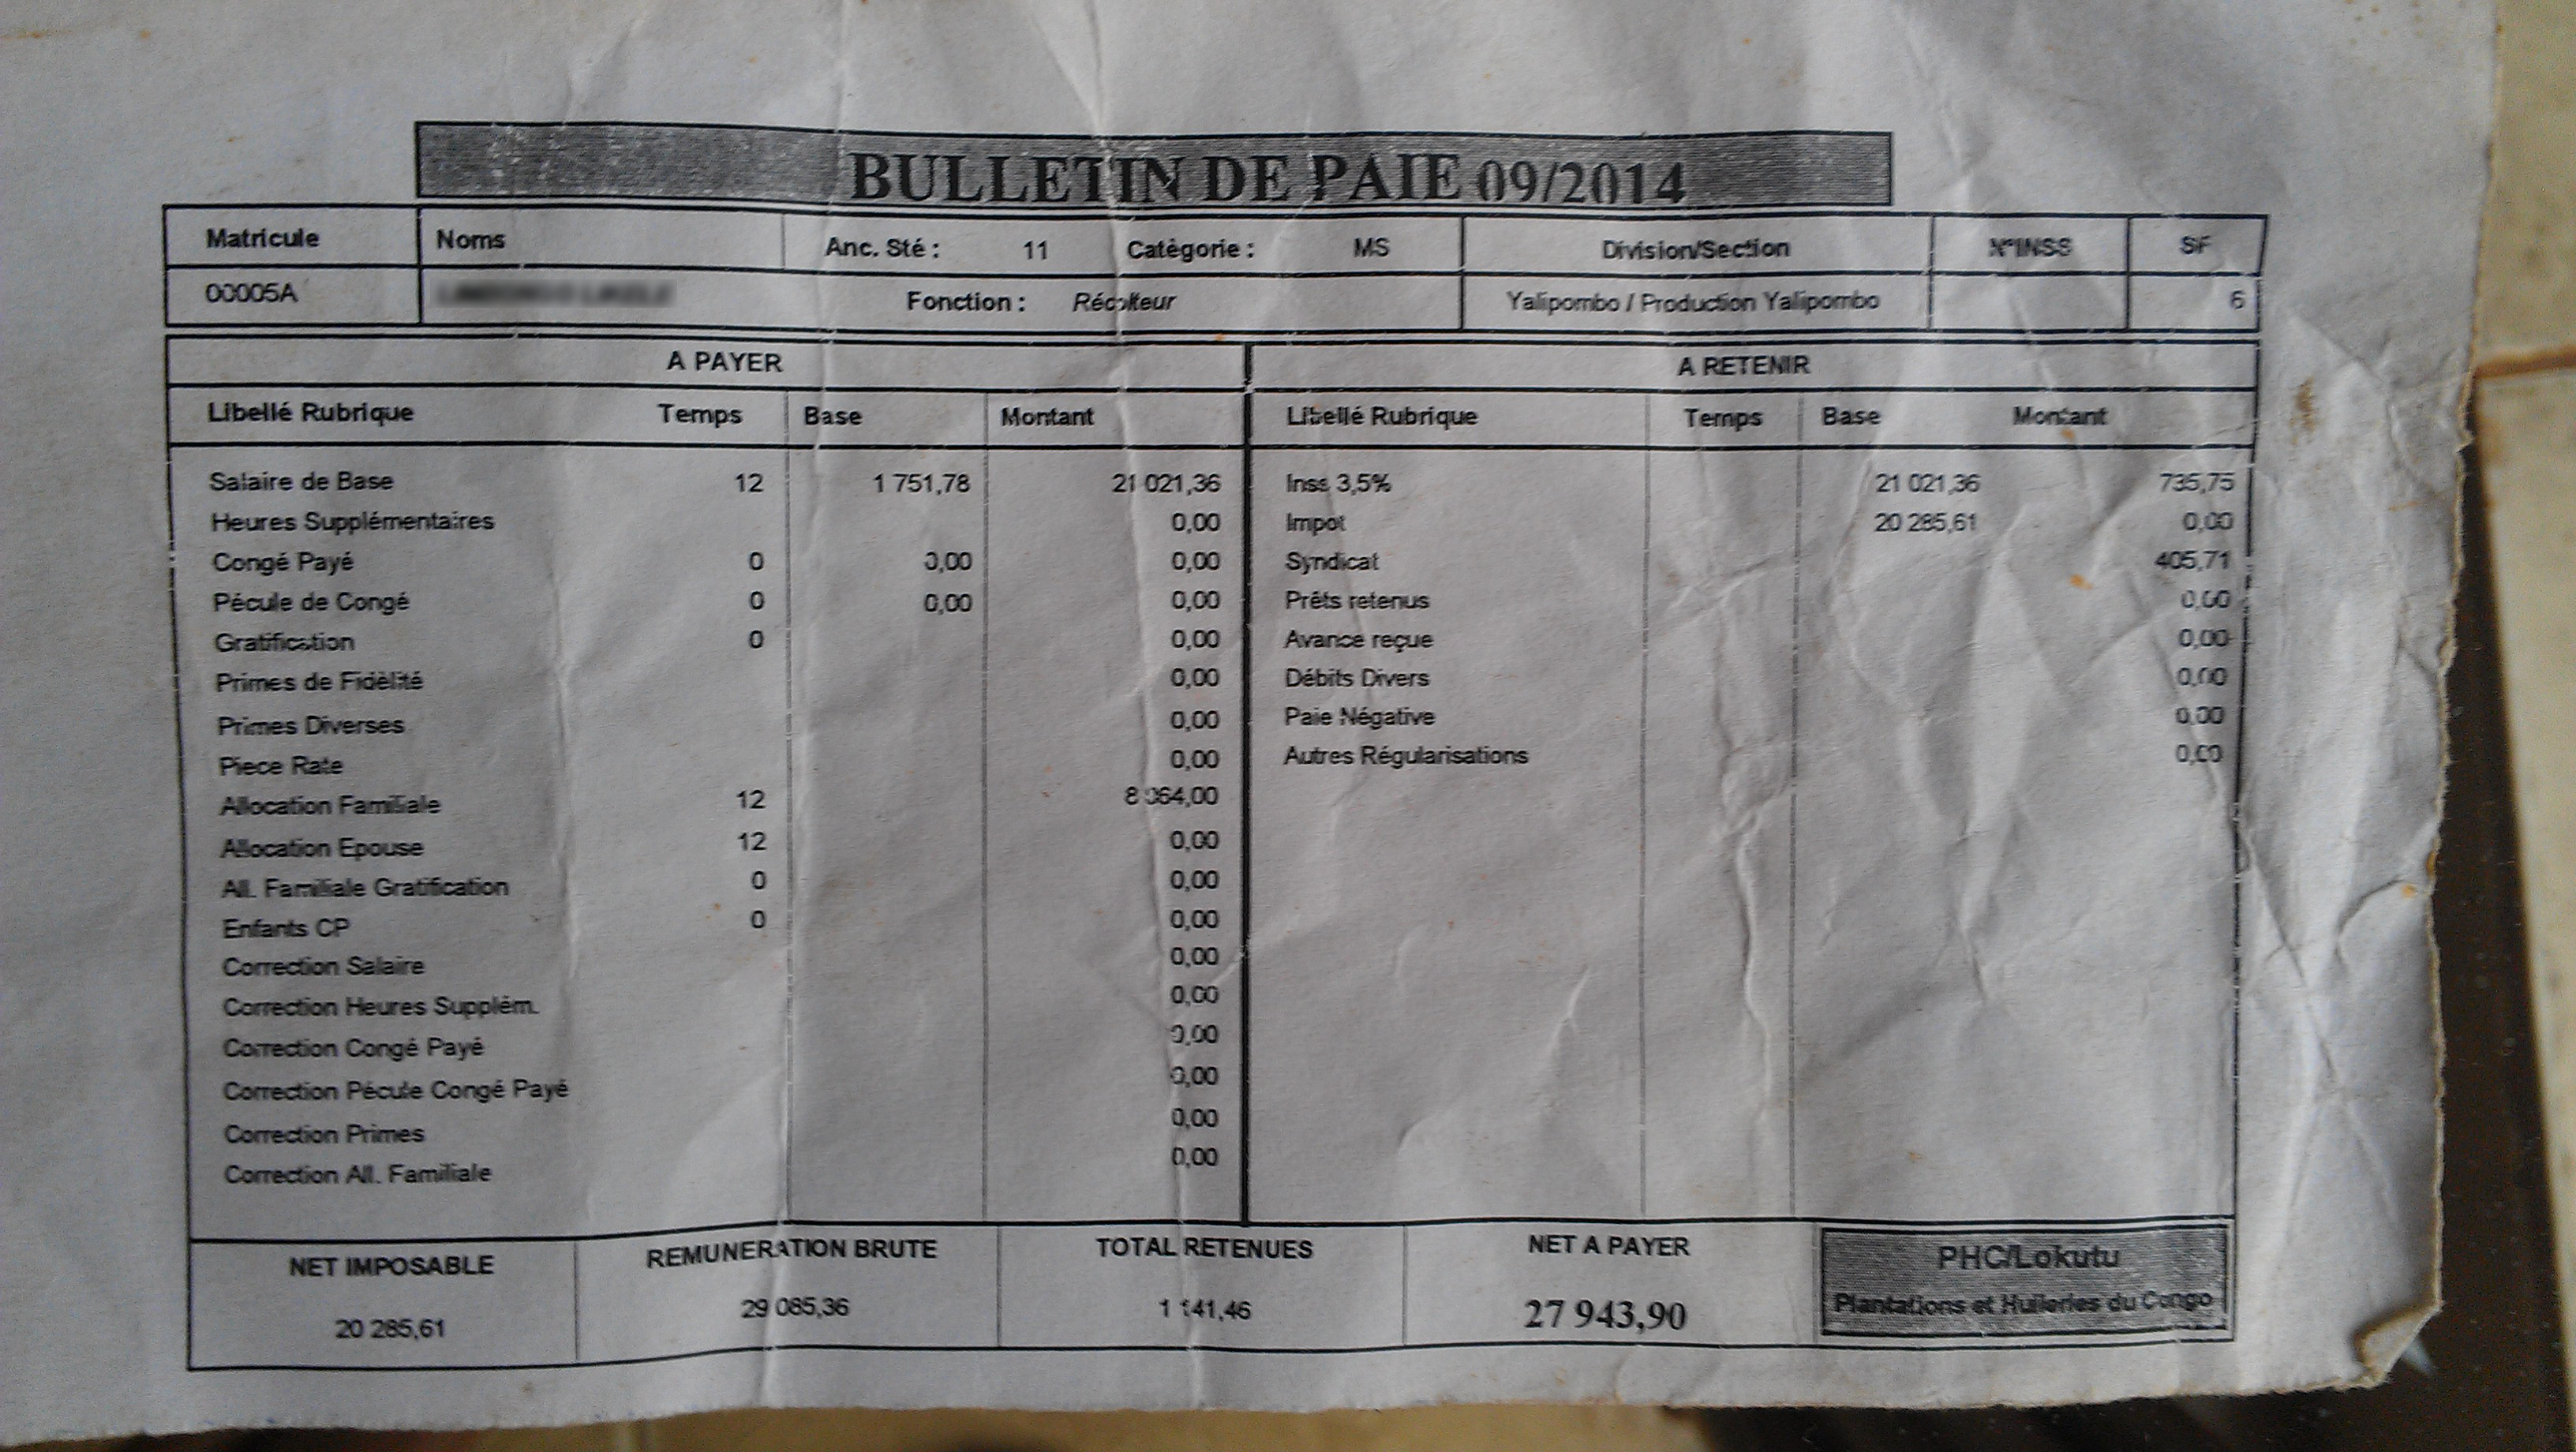 BULLETIN DE PAIE 09/2014
Matricule Noms Anc. Sté : 11 Catégorie : MS Division/Section N°INSS SF
00005A Fonction : Récolteur Yalipombo / Production Yalipombo 6
A PAYER A RETENIR
Libellé Rubrique Temps Base Montant Libellé Rubrique Temps Base Montant
Salaire de Base 12 1 751,78 21 021,36 Inss 3,5% 21 021,36 735,75
Heures Supplémentaires 0,00 Impot 20 285,61 0,00
Congé Payé 0 0,00 0,00 Syndicat 405,71
Pécule de Congé 0 0,00 0,00 Prêts retenus 0,00
Gratification 0 0,00 Avance reçue 0,00
Primes de Fidélité 0,00 Débits Divers 0,00
Primes Diverses 0,00 Paie Négative 0,00
Piece Rate 0,00 Autres Régularisations 0,00
Allocation Familiale 12 8 064,00
Allocation Epouse 12 0,00
All. Familiale Gratification 0 0,00
Enfants CP 0 0,00
Correction Salaire 0,00
Correction Heures Supplém. 0,00
Correction Congé Payé 0,00
Correction Pécule Congé Payé 0,00
Correction Primes 0,00
Correction All. Familiale 0,00
NET IMPOSABLE REMUNERATION BRUTE TOTAL RETENUES NET A PAYER PHC/Lokutu
20 285,61 29 085,36 1 141,46 27 943,90 Plantations et Huileries du Congo